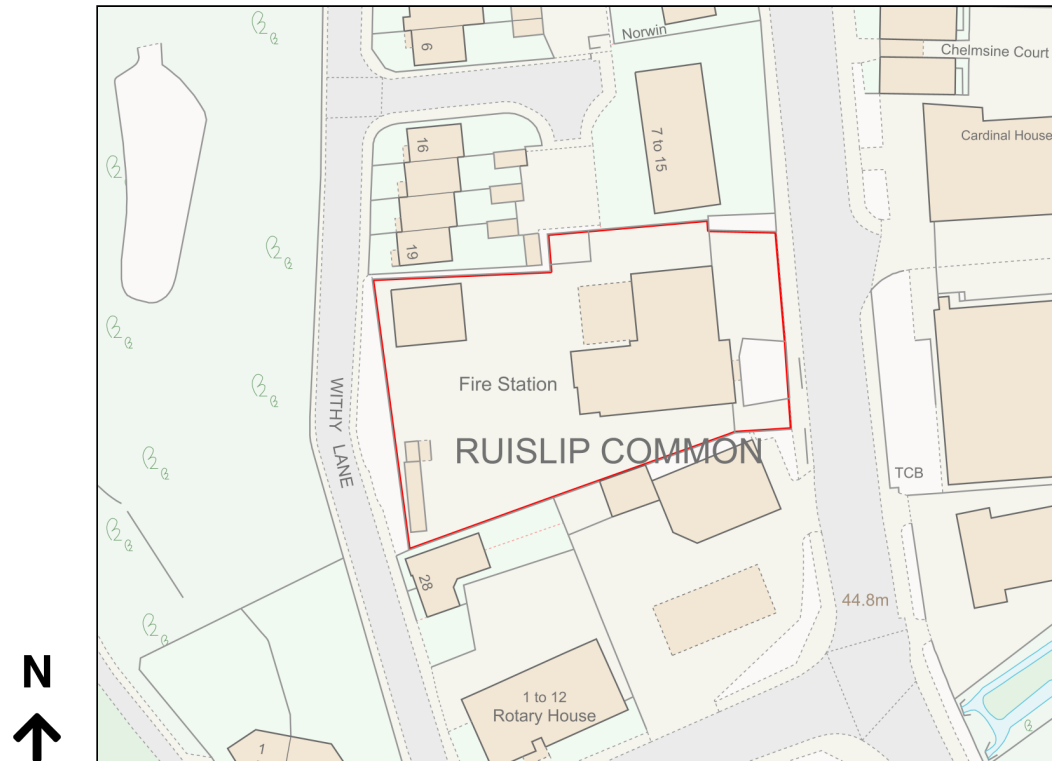 Norwin
Chelmsine Court
6
16
7 to 15
Cardinal House
19
WITHY LANE
Fire Station
RUISLIP COMMON
TCB
28
44.8m
N
1 to 12
Rotary House
1